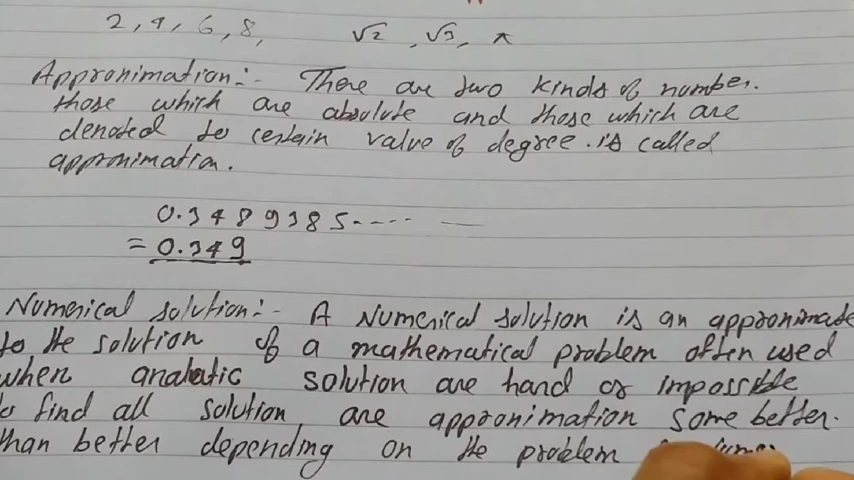 2, 4, 6, 8, √2, √3, π
Approximation:- There are two kinds of number.
those which are absolute and those which are
denoted to certain value of degree. is called
approximation.
0.3489385---- —
= 0.349
Numerical solution:- A Numerical solution is an approximate
to the solution of a mathematical problem often used
when analatic solution are hand or impossible
to find all solution are approximation some better.
than better depending on the problem